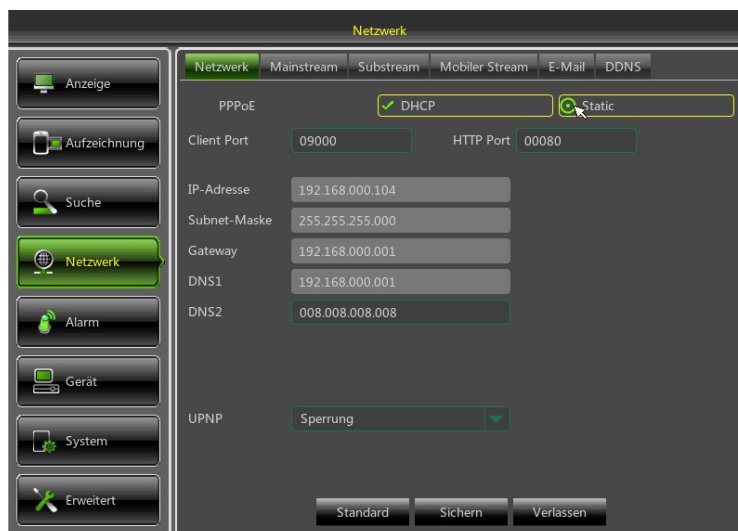 Netzwerk
Anzeige
Aufzeichnung
Suche
Netzwerk
Alarm
Gerät
System
Erweitert
Netzwerk Mainstream Substream Mobiler Stream E-Mail DDNS
PPPoE DHCP Static
Client Port 09000 HTTP Port 00080
IP-Adresse 192.168.000.104
Subnet-Maske 255.255.255.000
Gateway 192.168.000.001
DNS1 192.168.000.001
DNS2 008.008.008.008
UPNP Sperrung
Standard Sichern Verlassen